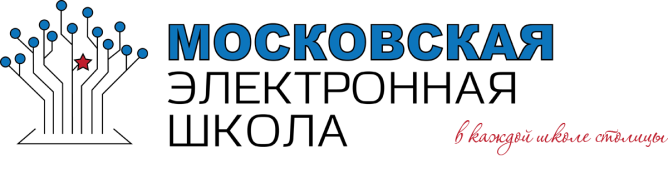 МОСКОВСКАЯ
ЭЛЕКТРОННАЯ
ШКОЛА
в каждой школе столицы